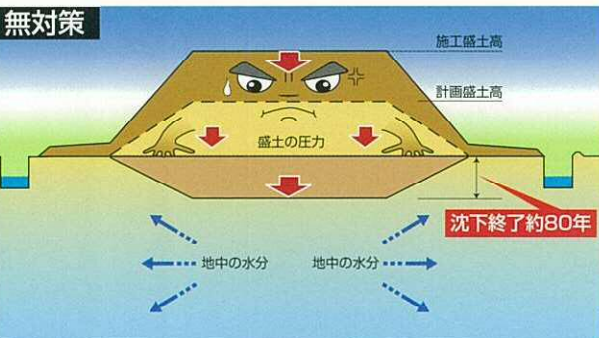 無対策
施工盛土高
計画盛土高
盛土の圧力
沈下終了約80年
地中の水分
地中の水分